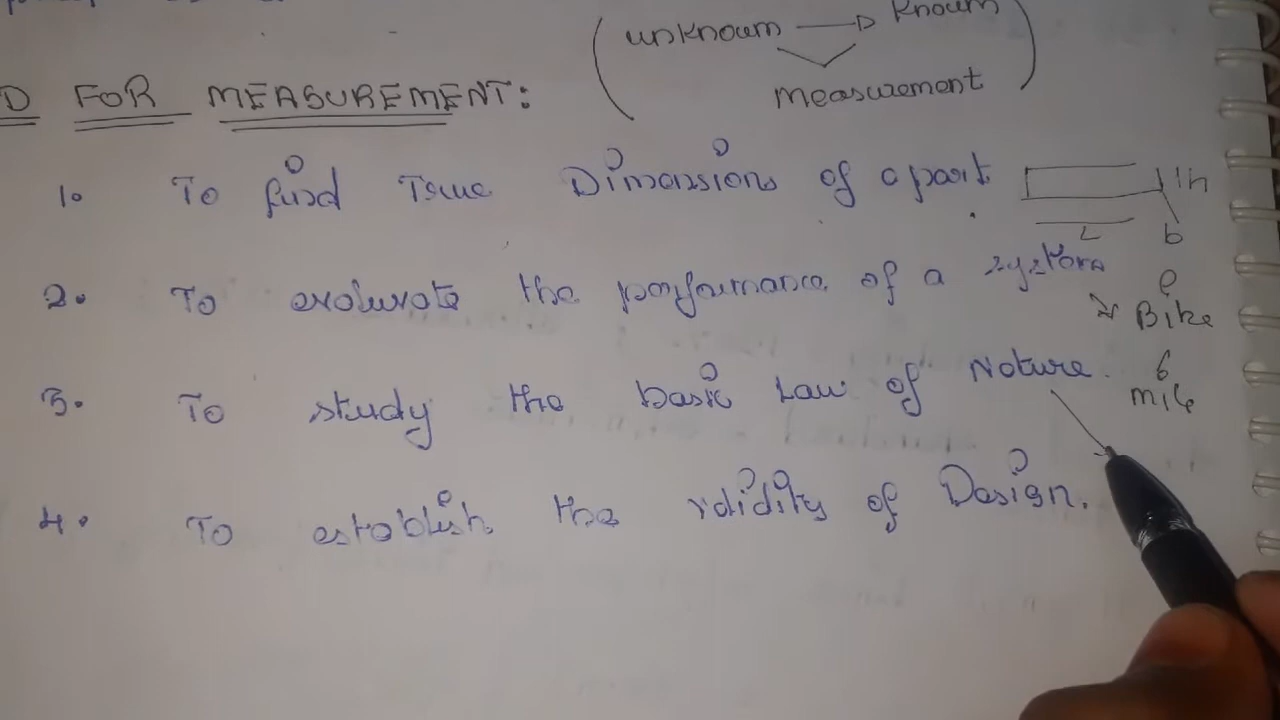 unknown → known
measurement
D FOR MEASUREMENT:
1. To find True Dimensions of a part
h
L b
2. To evaluate the performance of a system
Bike
3. To study the basic Law of Nature.
4. To establish the validity of Design.